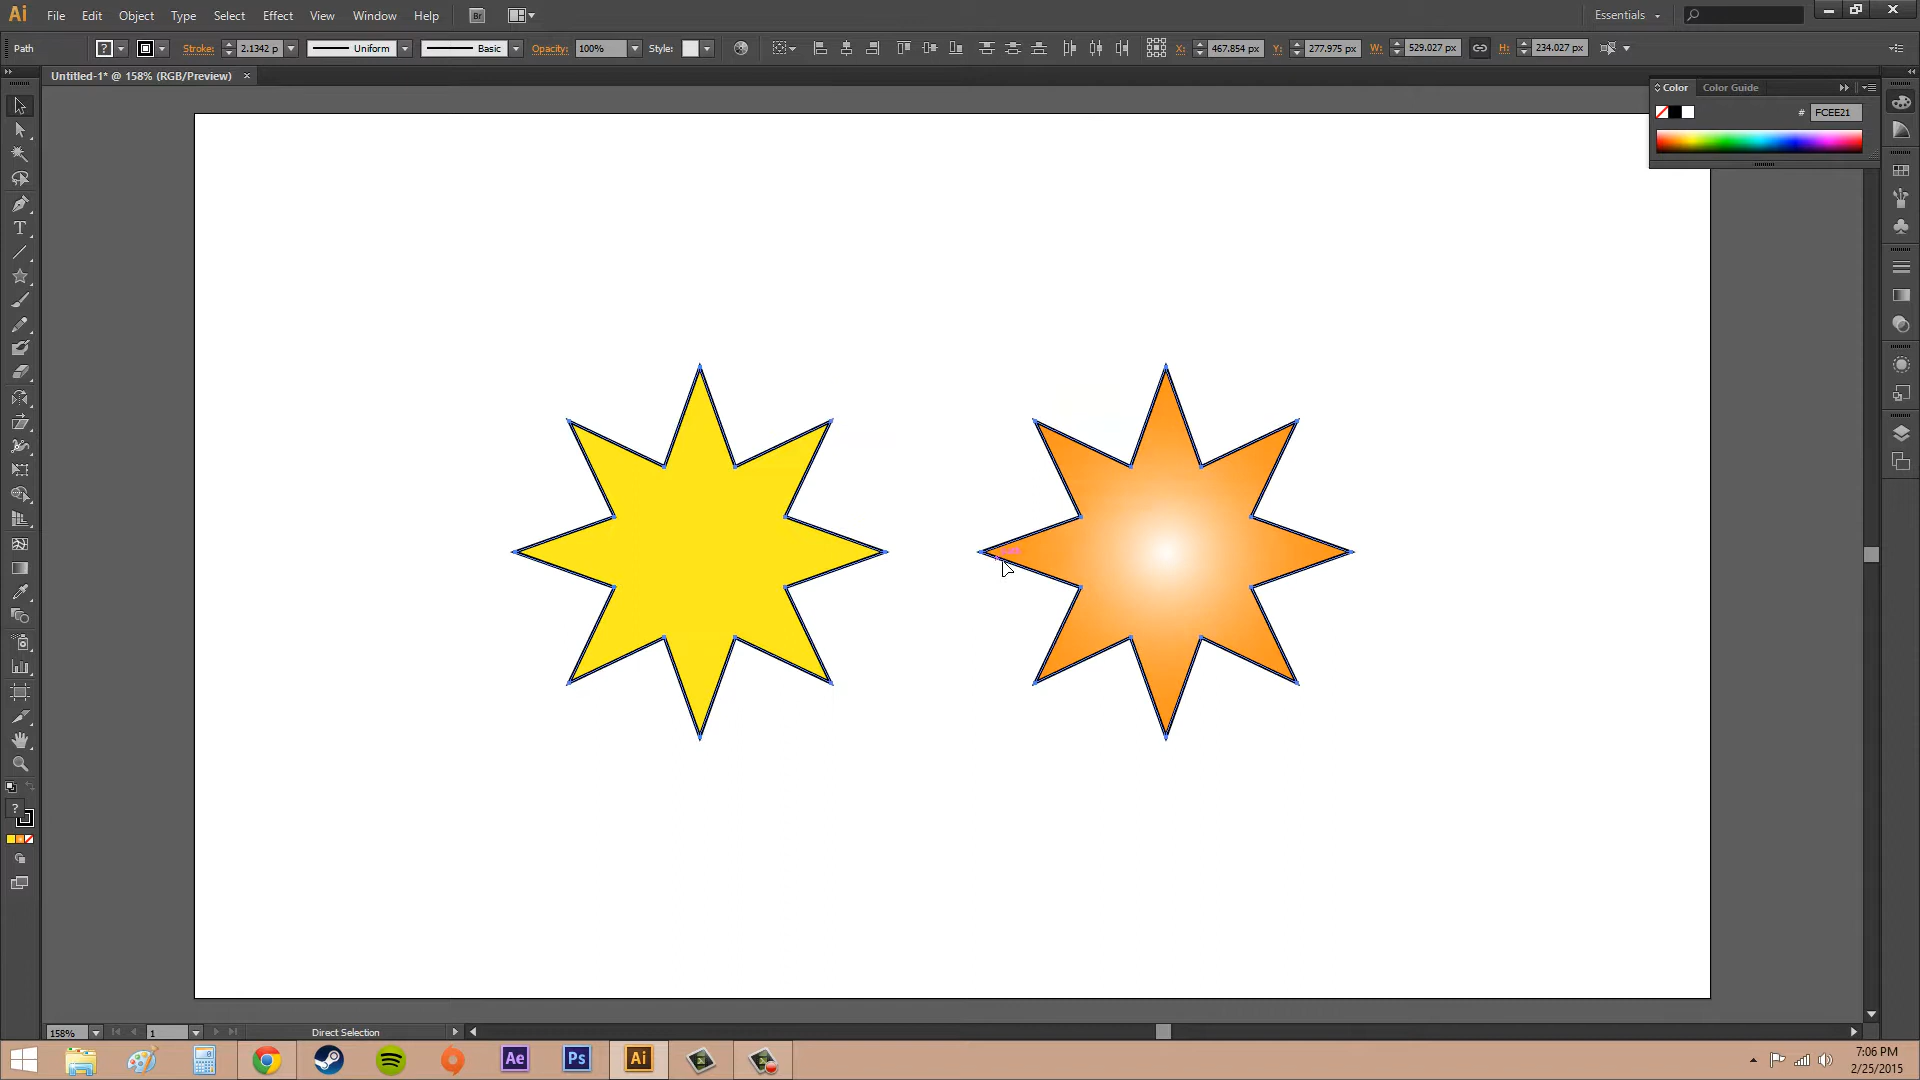 Ai File Edit Object Type Select Effect View Window Help Br Essentials
Path ? Stroke: 2.1342 p Uniform Basic Opacity: 100% Style: X: 467.854 px Y: 277.975 px W: 529.027 px H: 234.027 px
Untitled-1* @ 158% (RGB/Preview) ×
Color Color Guide
# FCEE21
T
?
158% 1 Direct Selection
Ae Ps Ai
7:06 PM
2/25/2015